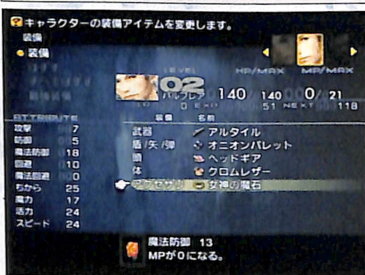 キャラクターの装備アイテムを変更します。
装備
装備
LEVEL
02
バルフレア
HP/MAX MP/MAX
140/140 0/21
0 EXP 51 NEXT 118
ATTRIBUTE
攻撃 7
防御 5
魔法防御 18
回避 10
魔法回避 0
ちから 25
魔力 17
活力 24
スピード 24
装備 名前
武器 アルタイル
盾/矢/弾 オニオンバレット
頭 ヘッドギア
体 クロムレザー
アクセサリ 女神の魔石
魔法防御 13
MPが0になる。